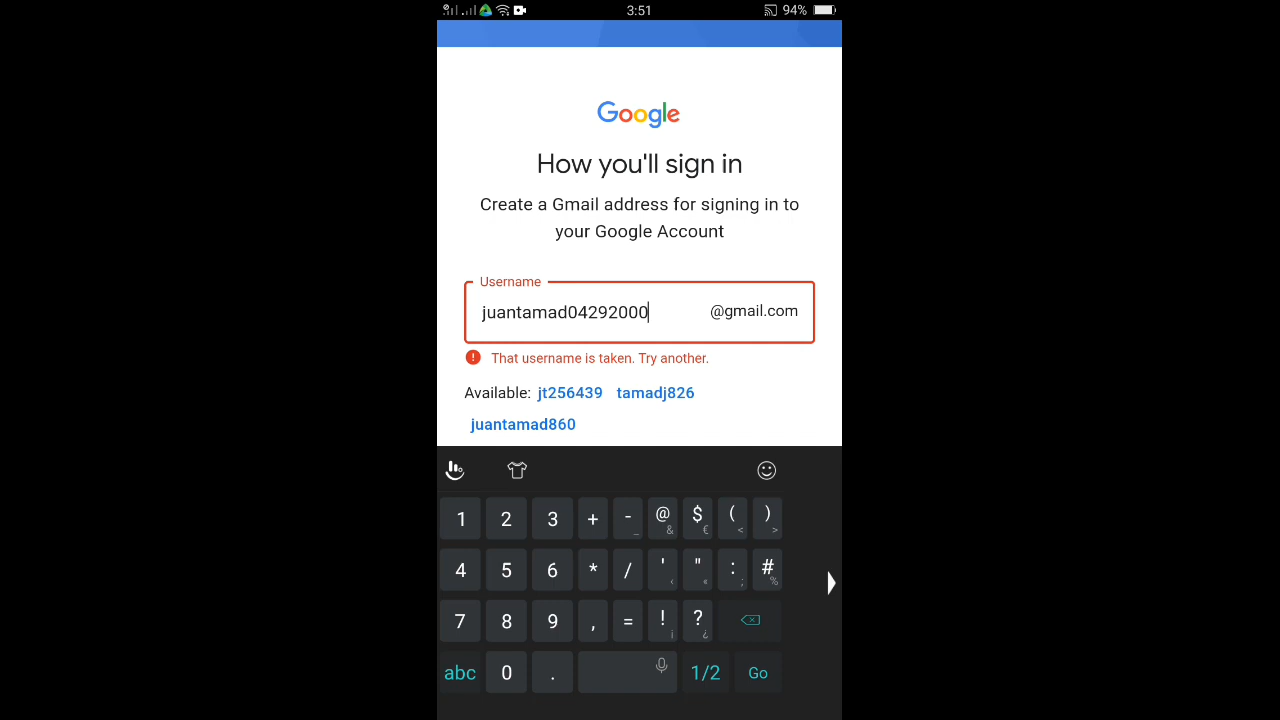 3:51
94%
Google
How you'll sign in
Create a Gmail address for signing in to
your Google Account
Username
juantamad04292000 @gmail.com
That username is taken. Try another.
Available: jt256439 tamadj826
juantamad860
1 2 3 + - _ @ & $ € ( < ) >
4 5 6 * / ' ‹ " « : ; # %
7 8 9 , = ! ¡ ? ¿
abc 0 . 1/2 Go